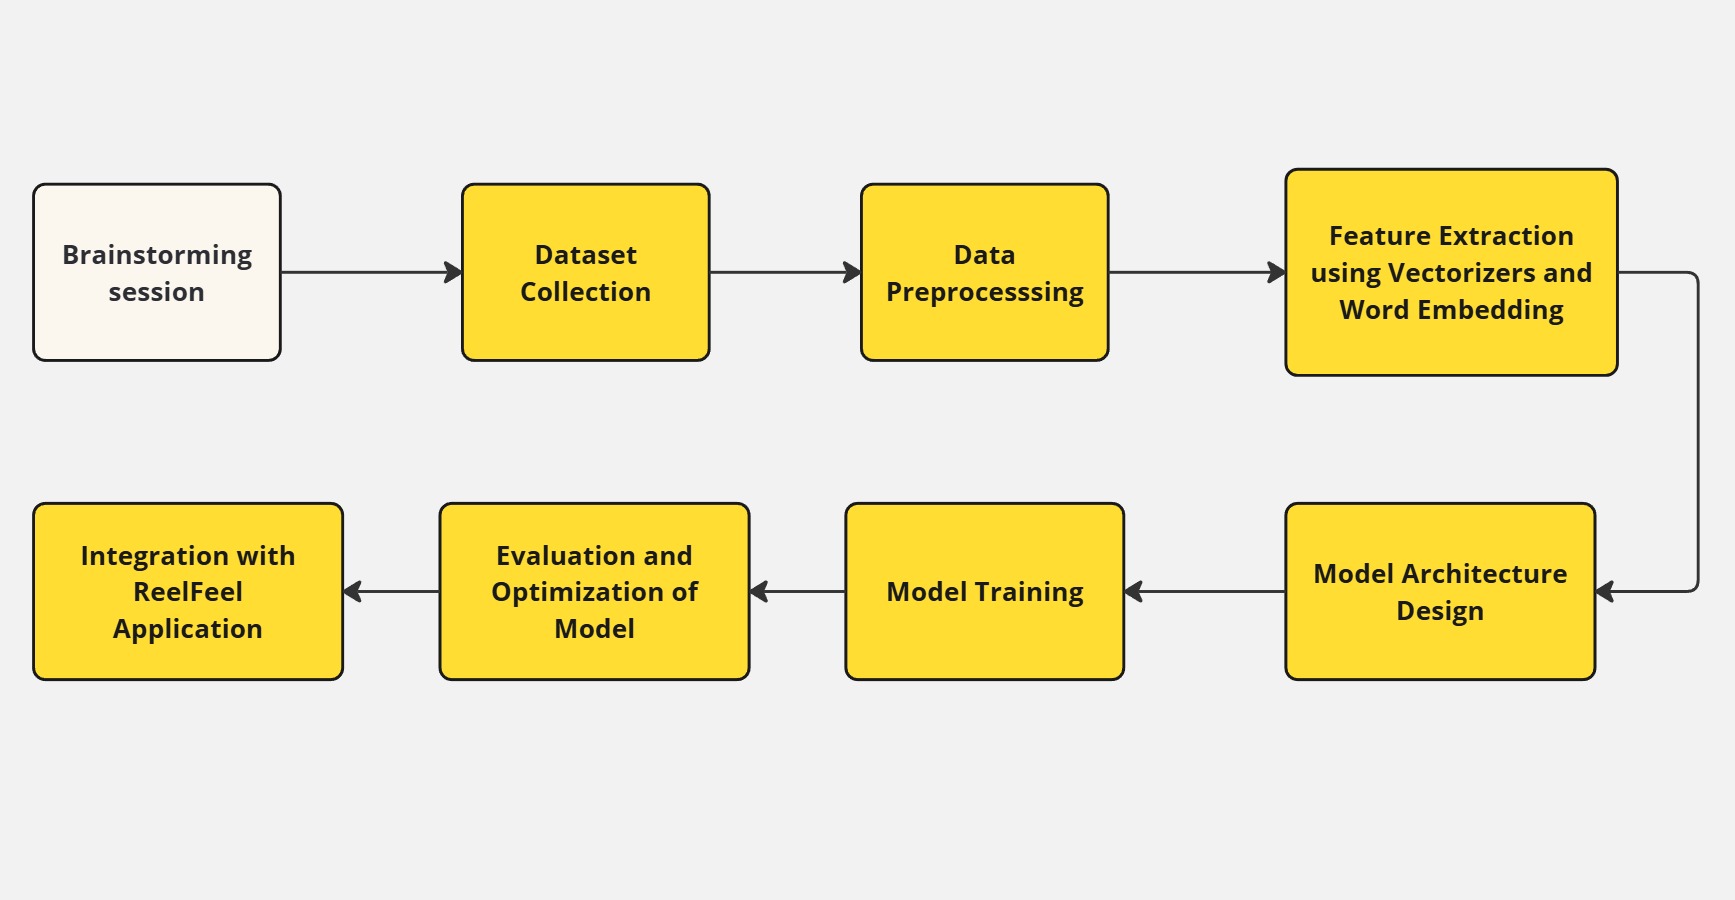 Brainstorming
session
Dataset
Collection
Data
Preprocesssing
Feature Extraction
using Vectorizers and
Word Embedding
Model Architecture
Design
Model Training
Evaluation and
Optimization of
Model
Integration with
ReelFeel
Application